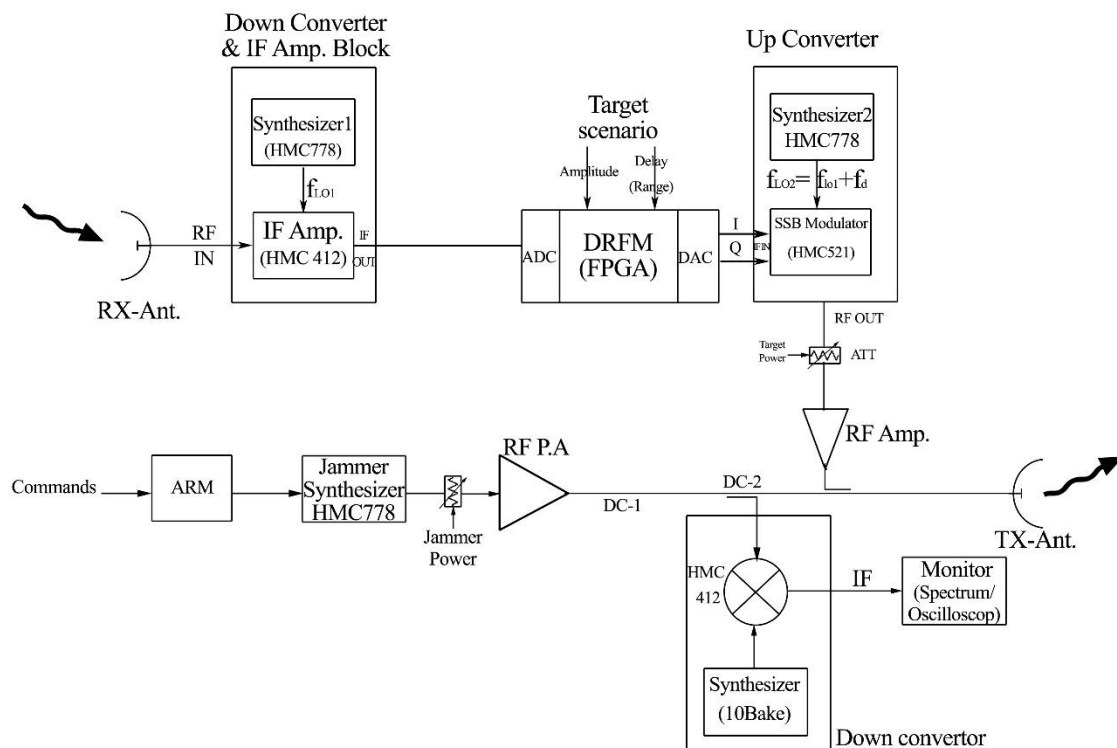 Down Converter
& IF Amp. Block
Synthesizer1
(HMC778)
fLO1
RF
IN
IF Amp.
(HMC 412)
IF
OUT
RX-Ant.
Target
scenario
Amplitude
Delay
(Range)
ADC
DRFM
(FPGA)
DAC
I
Q
Up Converter
Synthesizer2
HMC778
fLO2= flo1+fd
IFIN
SSB Modulator
(HMC521)
RF OUT
Target
Power
ATT
RF Amp.
Commands
ARM
Jammer
Synthesizer
HMC778
Jammer
Power
RF P.A
DC-1
DC-2
TX-Ant.
HMC
412
IF
Monitor
(Spectrum/
Oscilloscop)
Synthesizer
(10Bake)
Down convertor